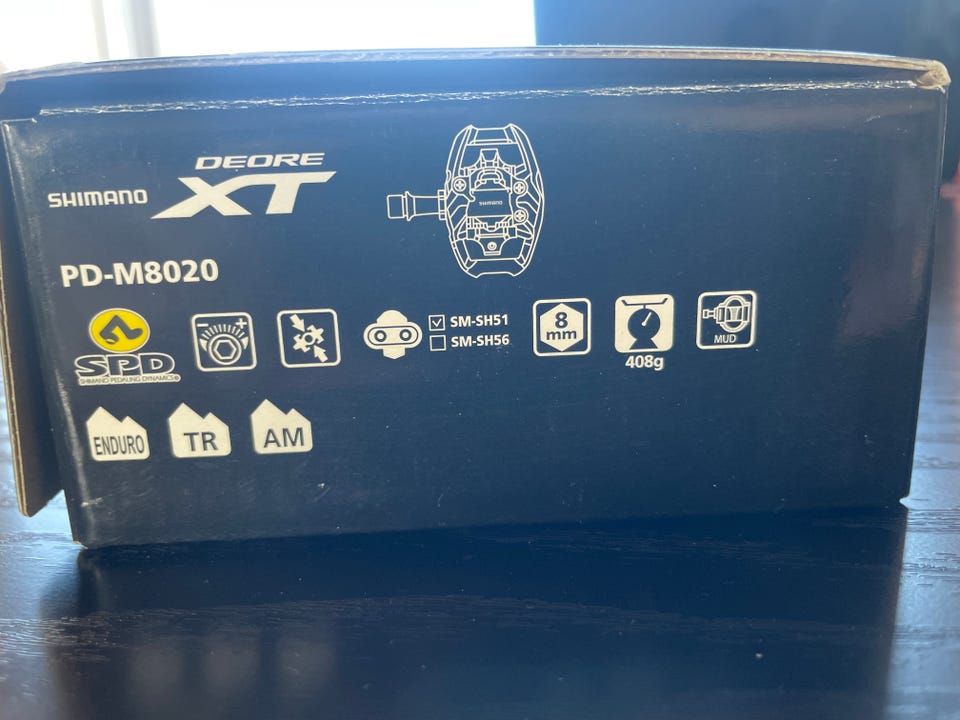 DEORE
SHIMANO XT
SHIMANO
PD-M8020
SPD
SHIMANO PEDALING DYNAMICS®
- +
SM-SH51
SM-SH56
8
mm
408g
MUD
ENDURO TR AM